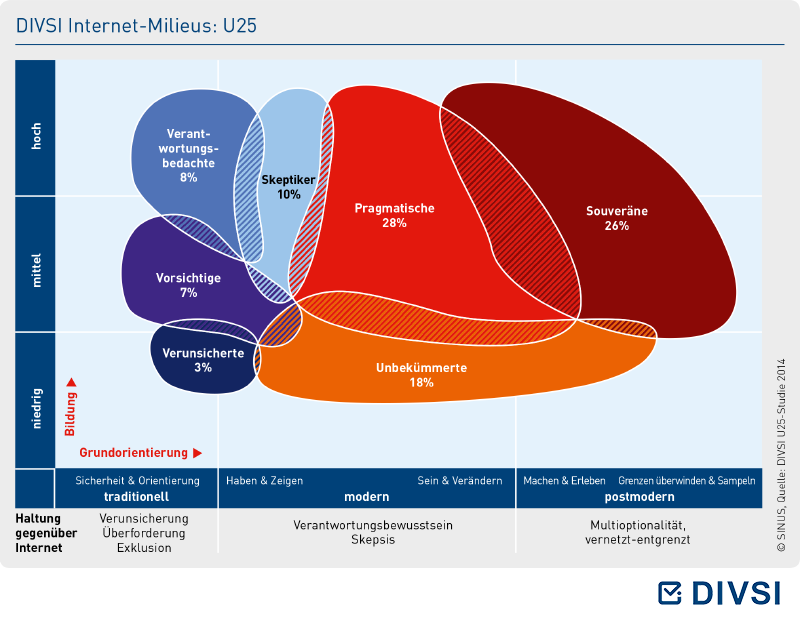 DIVSI Internet-Milieus: U25
hoch
mittel
niedrig
Verant-
wortungs-
bedachte
8%
Skeptiker
10%
Pragmatische
28%
Souveräne
26%
Vorsichtige
7%
Verunsicherte
3%
Unbekümmerte
18%
Bildung
Grundorientierung
Sicherheit & Orientierung
traditionell
Haben & Zeigen
Sein & Verändern
modern
Machen & Erleben
Grenzen überwinden & Sampeln
postmodern
Haltung
gegenüber
Internet
Verunsicherung
Überforderung
Exklusion
Verantwortungsbewusstsein
Skepsis
Multioptionalität,
vernetzt-entgrenzt
© SINUS, Quelle: DIVSI U25-Studie 2014
DIVSI